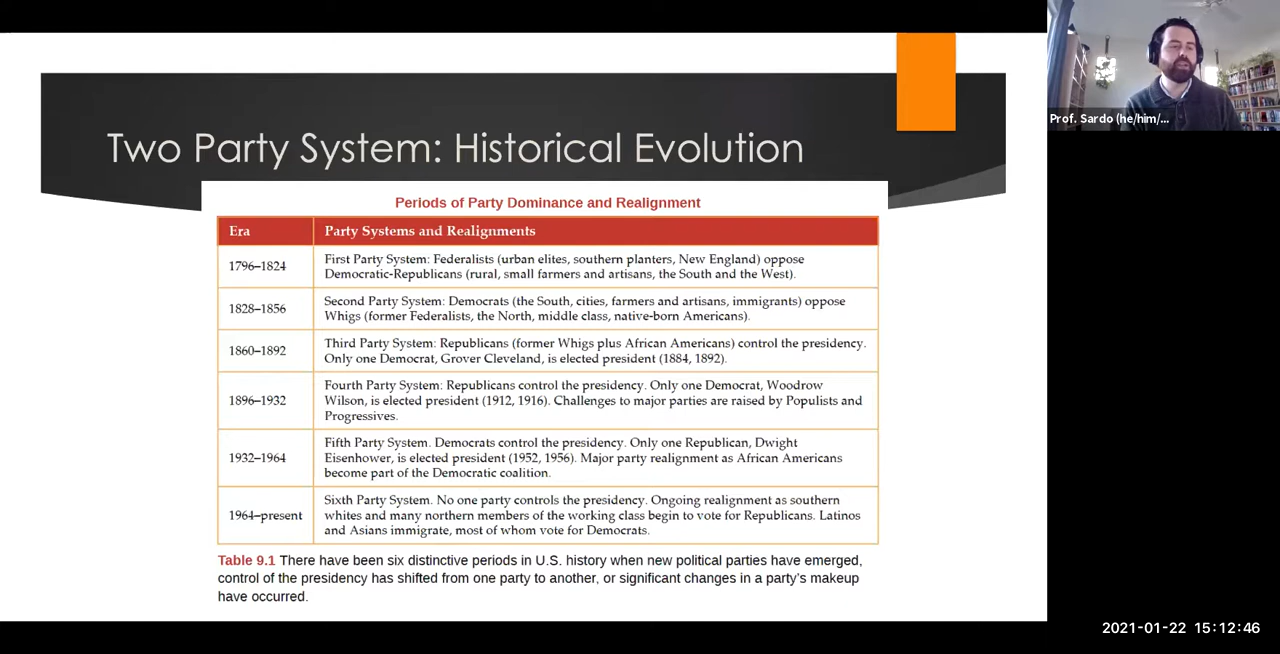 Two Party System: Historical Evolution
Prof. Sardo (he/him/...
Periods of Party Dominance and Realignment
Era
Party Systems and Realignments
1796–1824
First Party System: Federalists (urban elites, southern planters, New England) oppose
Democratic-Republicans (rural, small farmers and artisans, the South and the West).
1828–1856
Second Party System: Democrats (the South, cities, farmers and artisans, immigrants) oppose
Whigs (former Federalists, the North, middle class, native-born Americans).
1860–1892
Third Party System: Republicans (former Whigs plus African Americans) control the presidency.
Only one Democrat, Grover Cleveland, is elected president (1884, 1892).
1896–1932
Fourth Party System: Republicans control the presidency. Only one Democrat, Woodrow
Wilson, is elected president (1912, 1916). Challenges to major parties are raised by Populists and
Progressives.
1932–1964
Fifth Party System. Democrats control the presidency. Only one Republican, Dwight
Eisenhower, is elected president (1952, 1956). Major party realignment as African Americans
become part of the Democratic coalition.
1964–present
Sixth Party System. No one party controls the presidency. Ongoing realignment as southern
whites and many northern members of the working class begin to vote for Republicans. Latinos
and Asians immigrate, most of whom vote for Democrats.
Table 9.1 There have been six distinctive periods in U.S. history when new political parties have emerged,
control of the presidency has shifted from one party to another, or significant changes in a party's makeup
have occurred.
2021-01-22 15:12:46